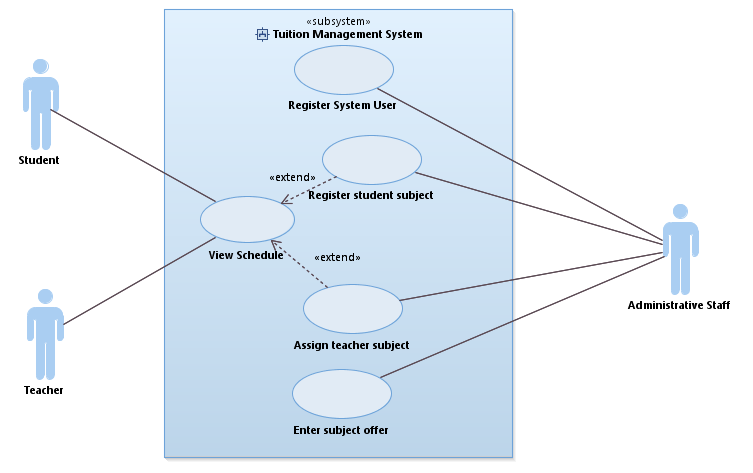 «subsystem»
Tuition Management System
Register System User
Student
«extend»
Register student subject
View Schedule
«extend»
Administrative Staff
Assign teacher subject
Teacher
Enter subject offer